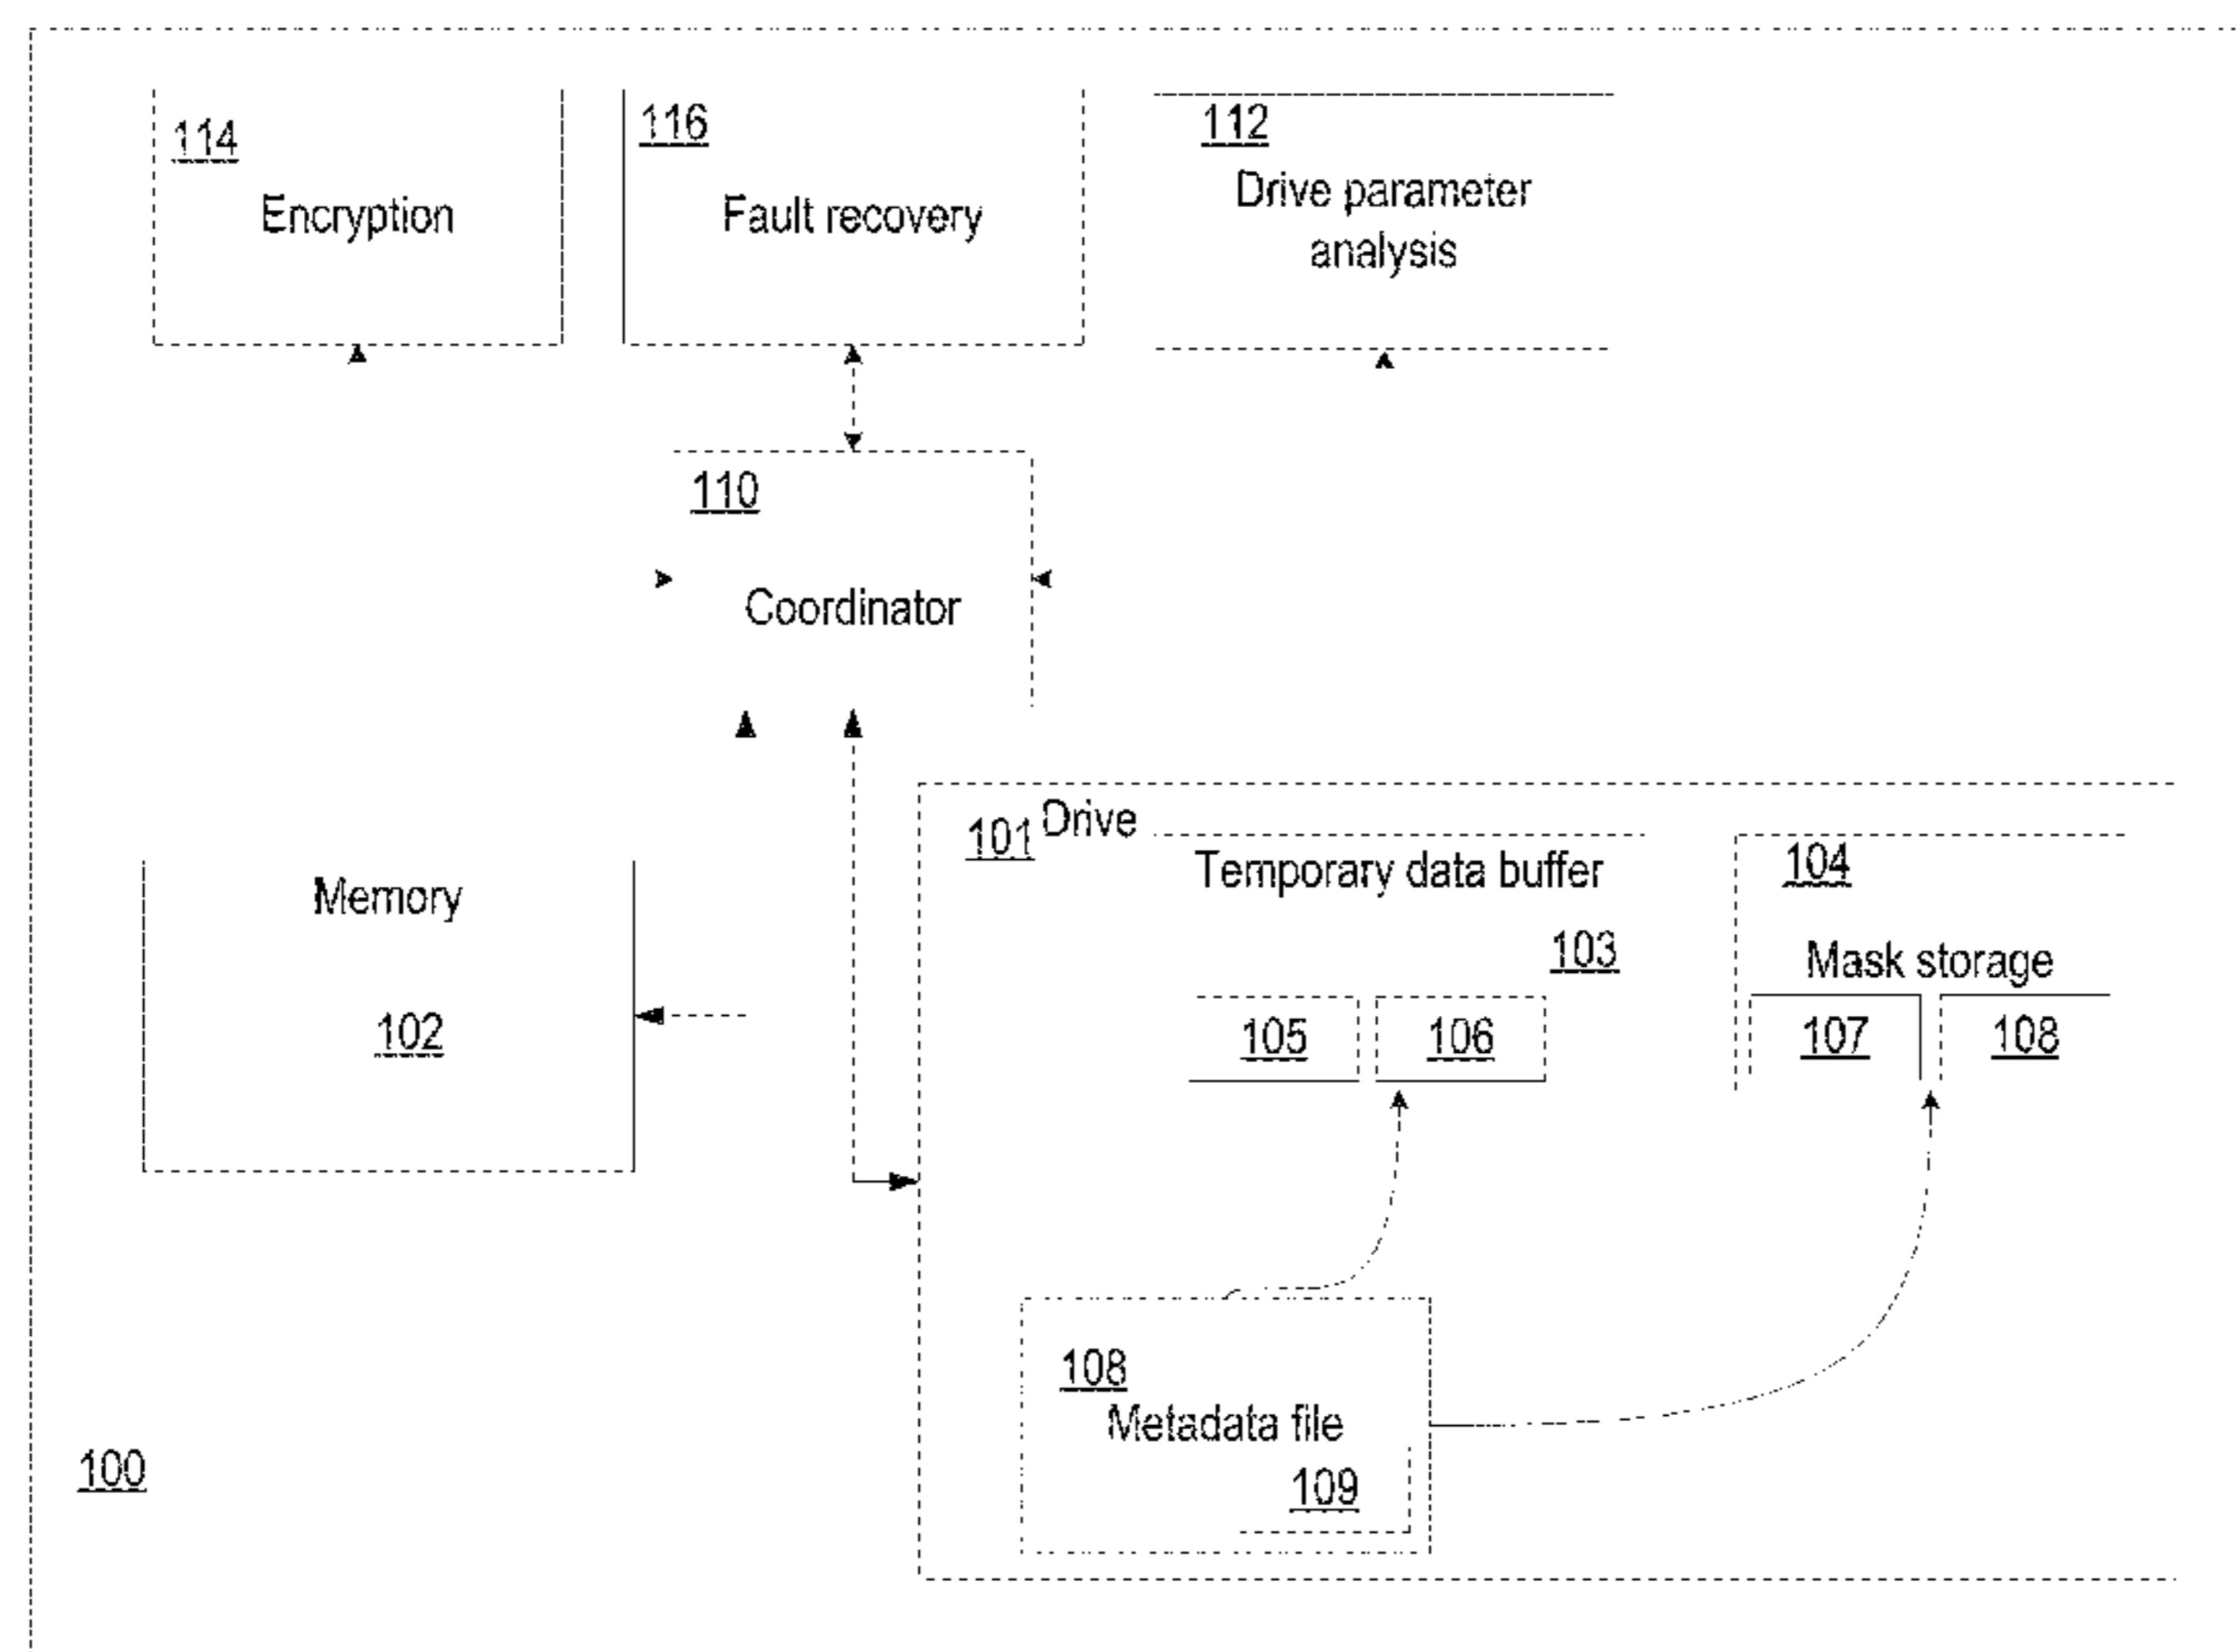 114
Encryption
116
Fault recovery
112
Drive parameter
analysis
110
Coordinator
Memory
102
101
Drive
Temporary data buffer
103
104
Mask storage
105
106
107
108
108
Metadata file
109
100